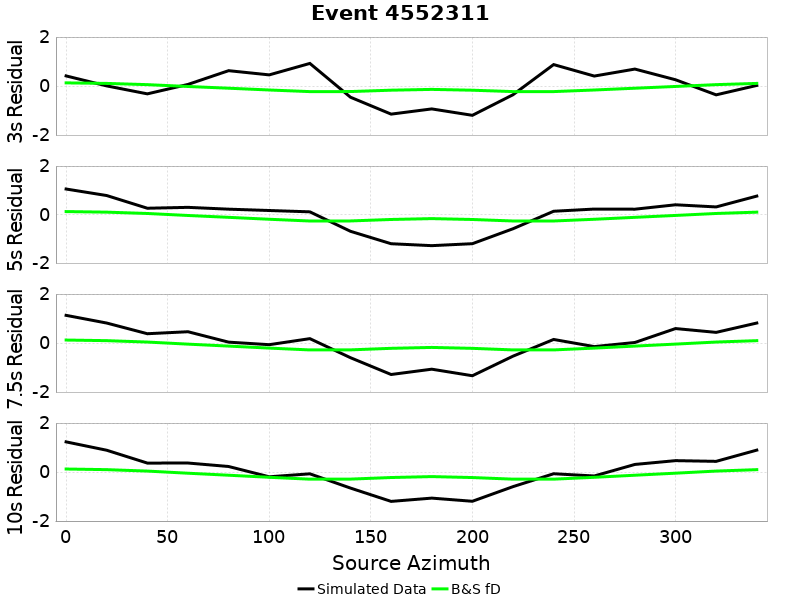 Event 4552311
3s Residual
2
0
-2
5s Residual
2
0
-2
7.5s Residual
2
0
-2
10s Residual
2
0
-2
0 50 100 150 200 250 300
Source Azimuth
Simulated Data B&S fD